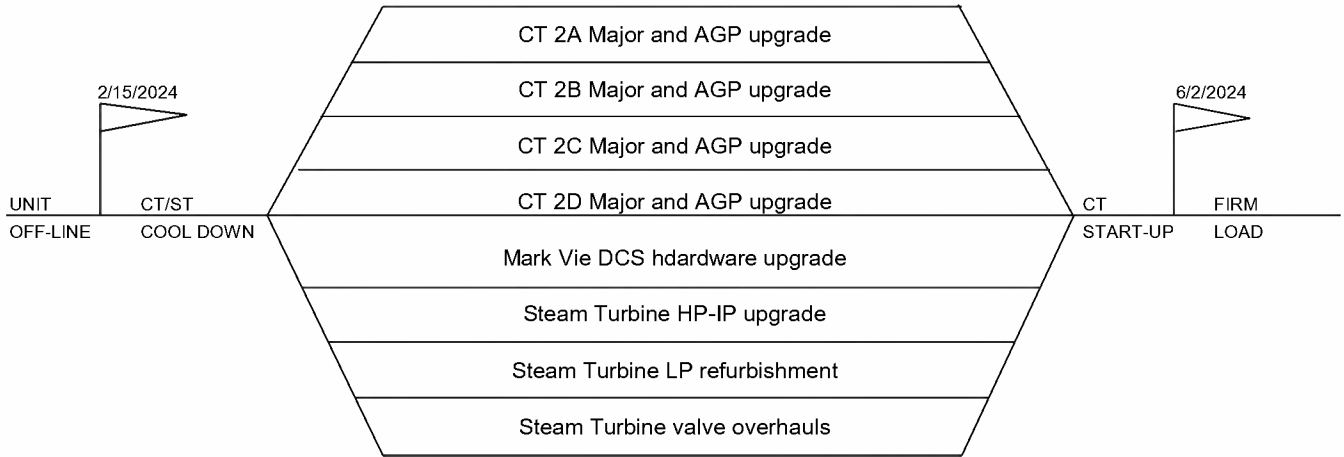 CT 2A Major and AGP upgrade
CT 2B Major and AGP upgrade
2/15/2024
6/2/2024
CT 2C Major and AGP upgrade
UNIT
CT/ST
CT 2D Major and AGP upgrade
CT
FIRM
OFF-LINE
COOL DOWN
START-UP
LOAD
Mark Vie DCS hdardware upgrade
Steam Turbine HP-IP upgrade
Steam Turbine LP refurbishment
Steam Turbine valve overhauls